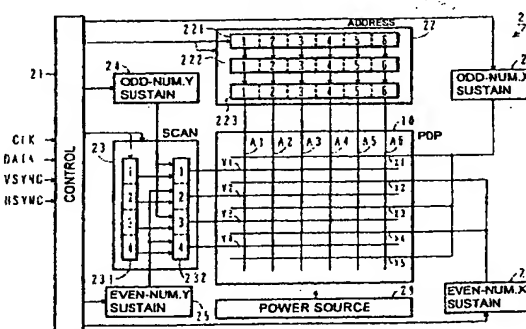 ADDRESS
221
22
1 2 3 4 5 6
222
1 2 3 4 5 6
223
1 2 3 4 5 6
21
24
ODD-NUM.Y
SUSTAIN
ODD-NUM.X
SUSTAIN
CONTROL
CLK
DATA
VSYNC
HSYNC
SCAN
23
1
2
3
4
1
2
3
4
231
232
10
PDP
A1 A2 A3 A4 A5 A6
Y1
X1
Y2
X2
Y3
X3
Y4
X4
X5
EVEN-NUM.Y
SUSTAIN
25
POWER SOURCE
29
EVEN-NUM.X
SUSTAIN